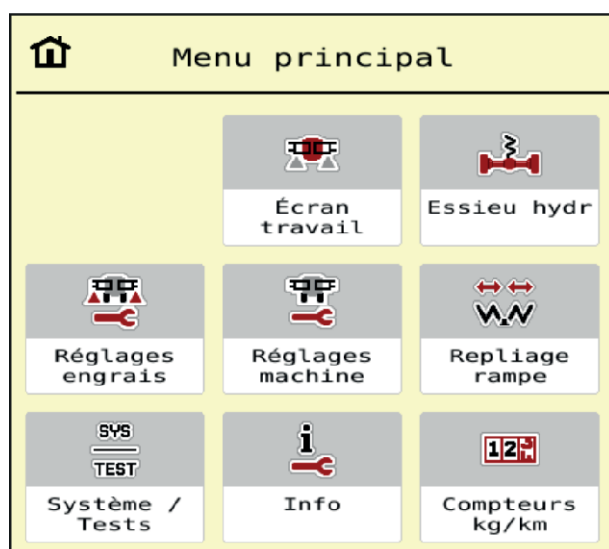 Menu principal
Écran
travail
Essieu hydr
Réglages
engrais
Réglages
machine
Repliage
rampe
SYS
TEST
Système /
Tests
i
Info
123
Compteurs
kg/km